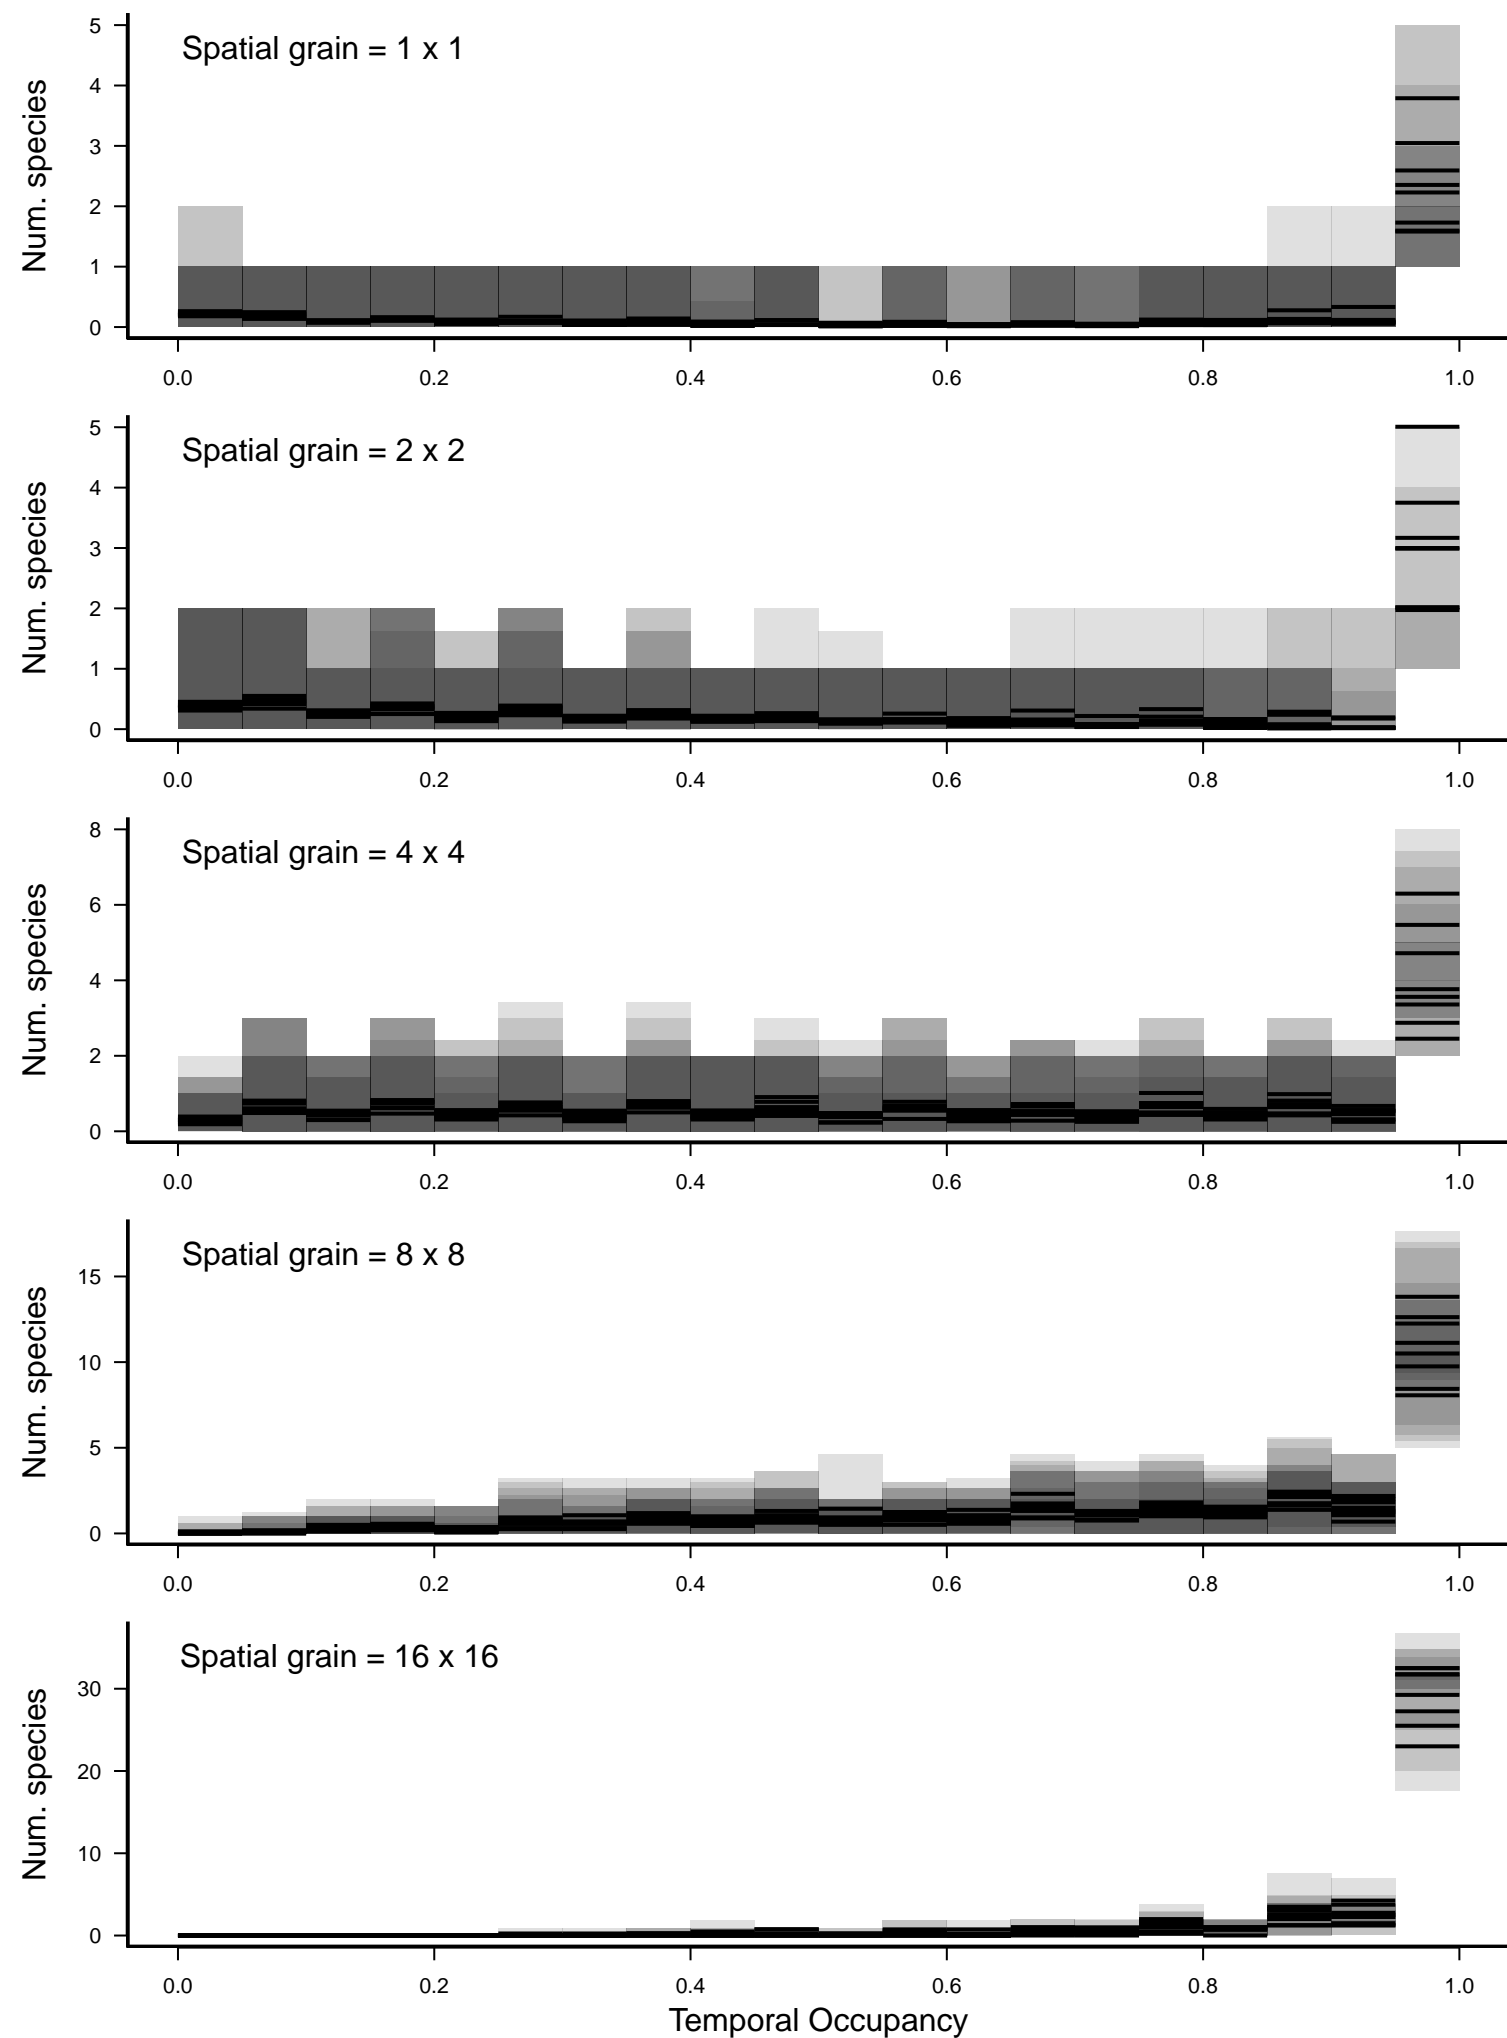 Spatial grain = 1 x 1
Num. species
5
4
3
2
1
0
0.0 0.2 0.4 0.6 0.8 1.0
Spatial grain = 2 x 2
Num. species
5
4
3
2
1
0
0.0 0.2 0.4 0.6 0.8 1.0
Spatial grain = 4 x 4
Num. species
8
6
4
2
0
0.0 0.2 0.4 0.6 0.8 1.0
Spatial grain = 8 x 8
Num. species
15
10
5
0
0.0 0.2 0.4 0.6 0.8 1.0
Spatial grain = 16 x 16
Num. species
30
20
10
0
0.0 0.2 0.4 0.6 0.8 1.0
Temporal Occupancy